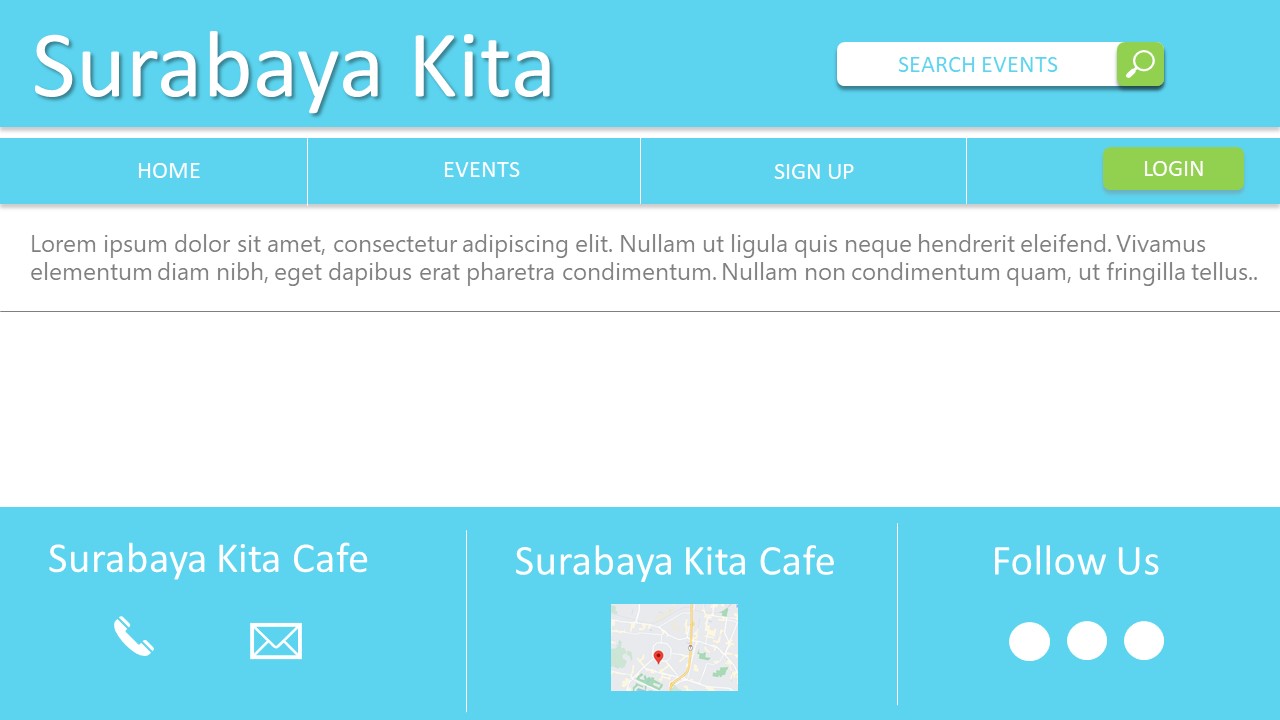 Surabaya Kita
SEARCH EVENTS
HOME
EVENTS
SIGN UP
LOGIN
Lorem ipsum dolor sit amet, consectetur adipiscing elit. Nullam ut ligula quis neque hendrerit eleifend. Vivamus
elementum diam nibh, eget dapibus erat pharetra condimentum. Nullam non condimentum quam, ut fringilla tellus..
Surabaya Kita Cafe
Surabaya Kita Cafe
Follow Us